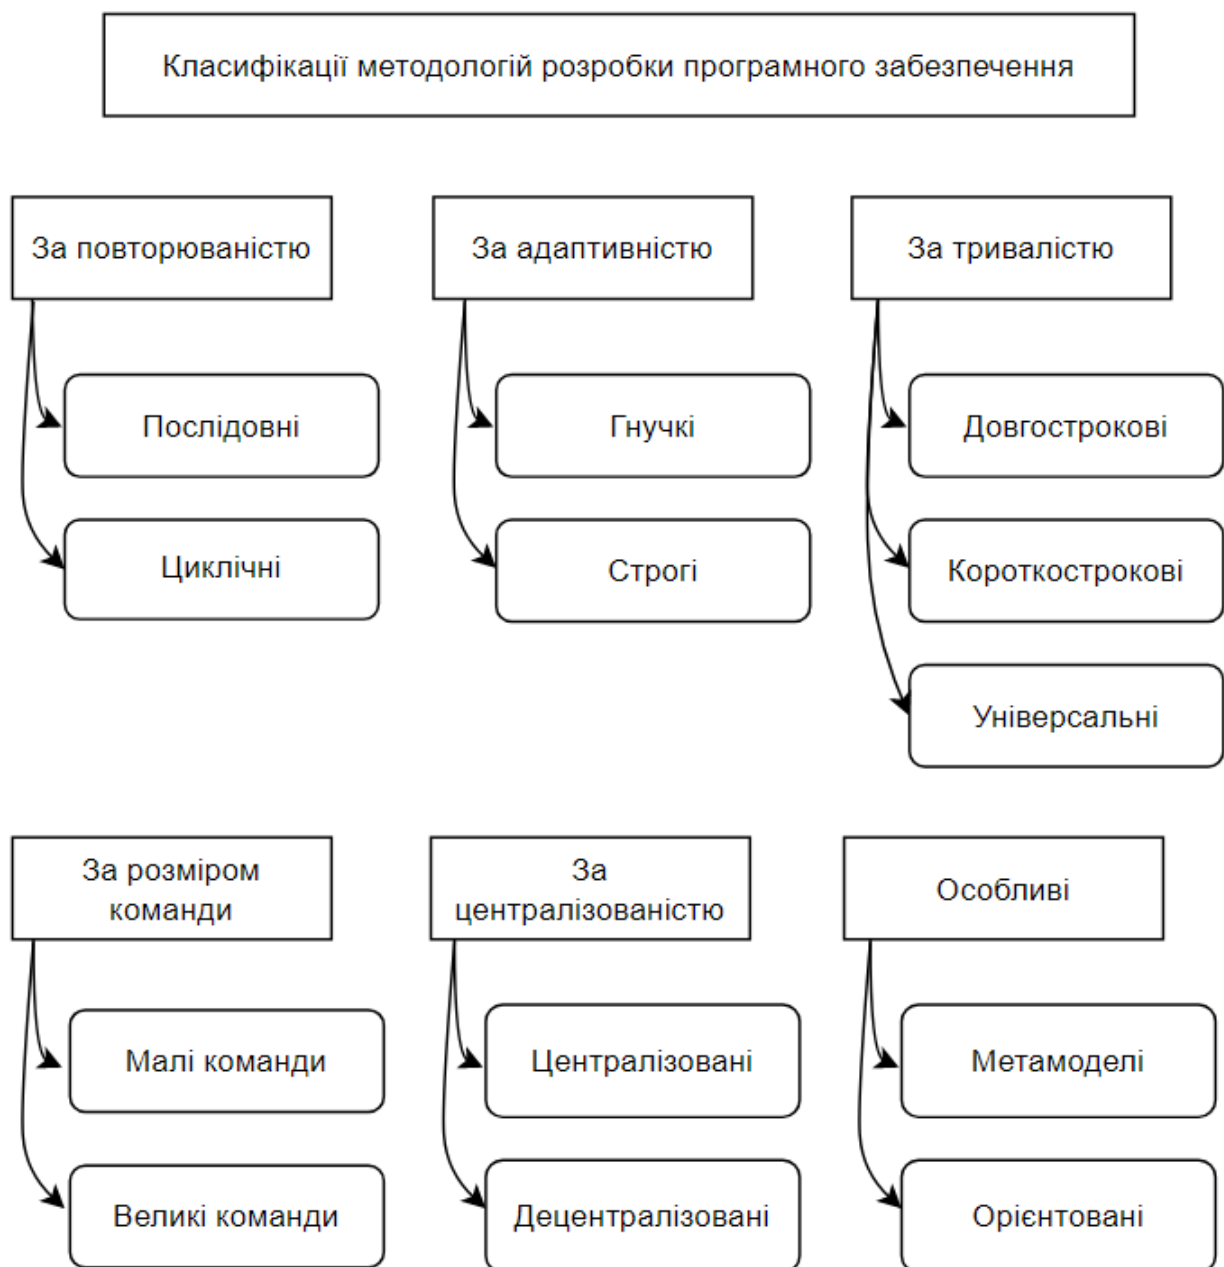 Класифікації методологій розробки програмного забезпечення
За повторюваністю
За адаптивністю
За тривалістю
Послідовні
Гнучкі
Довгострокові
Циклічні
Строгі
Короткострокові
Універсальні
За розміром
команди
За
централізованістю
Особливі
Малі команди
Централізовані
Метамоделі
Великі команди
Децентралізовані
Орієнтовані